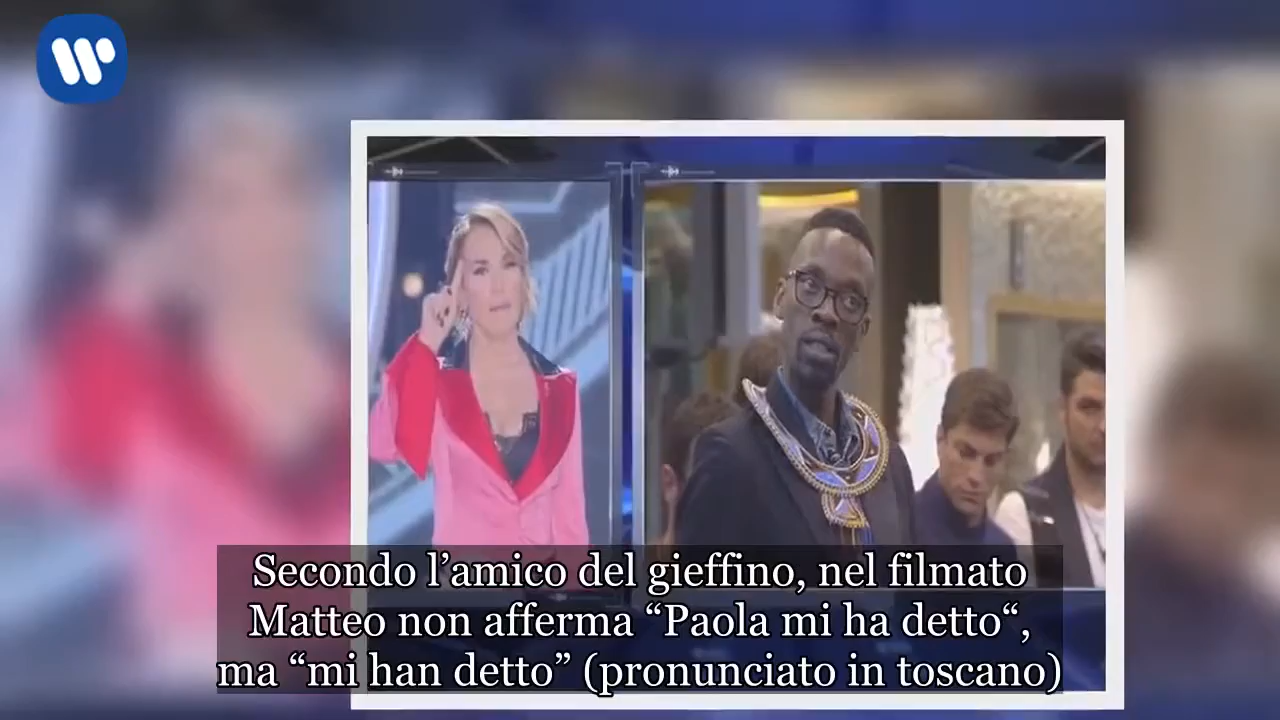 Secondo l’amico del gieffino, nel filmato
Matteo non afferma “Paola mi ha detto“,
ma “mi han detto” (pronunciato in toscano)